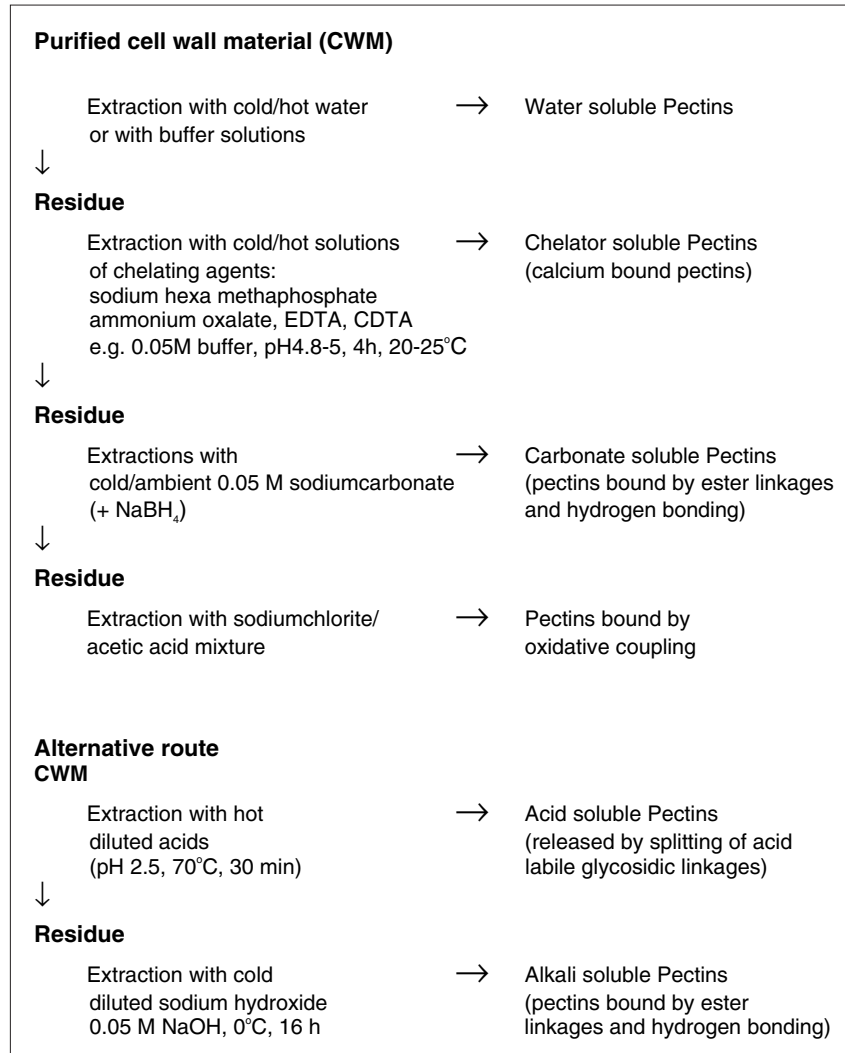 Purified cell wall material (CWM)
Extraction with cold/hot water → Water soluble Pectins
or with buffer solutions
↓
Residue
Extraction with cold/hot solutions → Chelator soluble Pectins
of chelating agents: (calcium bound pectins)
sodium hexa methaphosphate
ammonium oxalate, EDTA, CDTA
e.g. 0.05M buffer, pH4.8-5, 4h, 20-25°C
↓
Residue
Extractions with → Carbonate soluble Pectins
cold/ambient 0.05 M sodiumcarbonate (pectins bound by ester linkages
(+ NaBH₄) and hydrogen bonding)
↓
Residue
Extraction with sodiumchlorite/ → Pectins bound by
acetic acid mixture oxidative coupling
Alternative route
CWM
Extraction with hot → Acid soluble Pectins
diluted acids (released by splitting of acid
(pH 2.5, 70°C, 30 min) labile glycosidic linkages)
↓
Residue
Extraction with cold → Alkali soluble Pectins
diluted sodium hydroxide (pectins bound by ester
0.05 M NaOH, 0°C, 16 h linkages and hydrogen bonding)